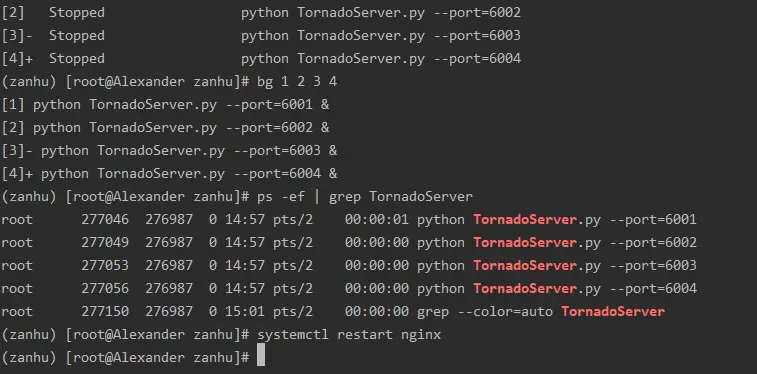 [2]   Stopped                 python TornadoServer.py --port=6002
[3]-  Stopped                 python TornadoServer.py --port=6003
[4]+  Stopped                 python TornadoServer.py --port=6004
(zanhu) [root@Alexander zanhu]# bg 1 2 3 4
[1] python TornadoServer.py --port=6001 &
[2] python TornadoServer.py --port=6002 &
[3]- python TornadoServer.py --port=6003 &
[4]+ python TornadoServer.py --port=6004 &
(zanhu) [root@Alexander zanhu]# ps -ef | grep TornadoServer
root      277046  276987  0 14:57 pts/2    00:00:01 python TornadoServer.py --port=6001
root      277049  276987  0 14:57 pts/2    00:00:00 python TornadoServer.py --port=6002
root      277053  276987  0 14:57 pts/2    00:00:00 python TornadoServer.py --port=6003
root      277056  276987  0 14:57 pts/2    00:00:00 python TornadoServer.py --port=6004
root      277150  276987  0 15:01 pts/2    00:00:00 grep --color=auto TornadoServer
(zanhu) [root@Alexander zanhu]# systemctl restart nginx
(zanhu) [root@Alexander zanhu]#